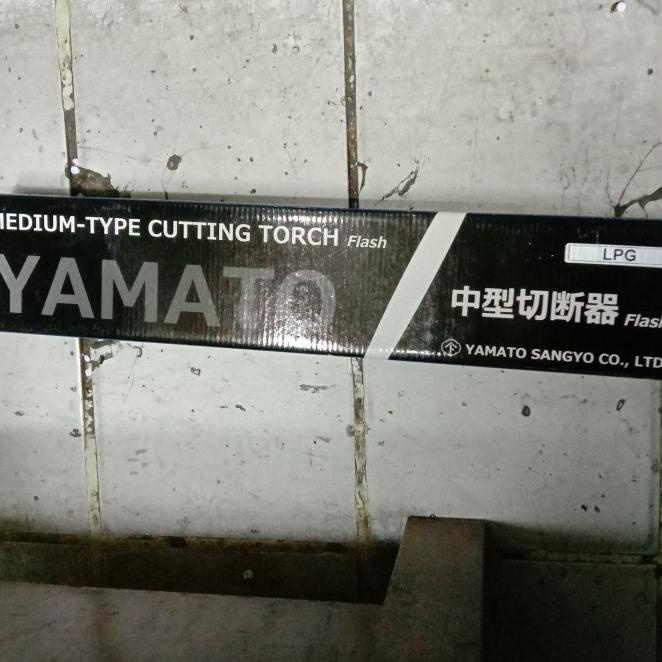 MEDIUM-TYPE CUTTING TORCH Flash
YAMATO
LPG
中型切断器 Flash
YAMATO SANGYO CO., LTD